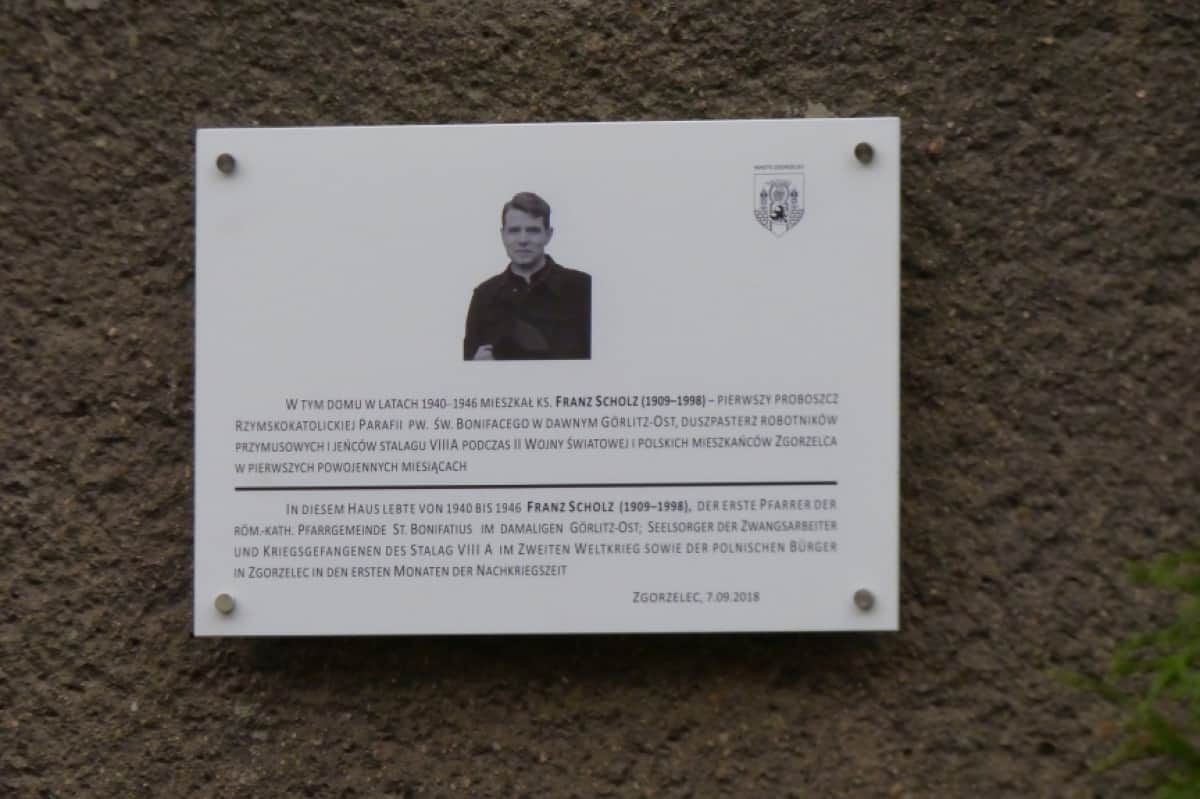 MIASTO ZGORZELEC
W TYM DOMU W LATACH 1940–1946 MIESZKAŁ KS. FRANZ SCHOLZ (1909–1998) – PIERWSZY PROBOSZCZ
RZYMSKOKATOLICKIEJ PARAFII PW. ŚW. BONIFACEGO W DAWNYM GÖRLITZ-OST, DUSZPASTERZ ROBOTNIKÓW
PRZYMUSOWYCH I JEŃCÓW STALAGU VIIIA PODCZAS II WOJNY ŚWIATOWEJ I POLSKICH MIESZKAŃCÓW ZGORZELCA
W PIERWSZYCH POWOJENNYCH MIESIĄCACH
IN DIESEM HAUS LEBTE VON 1940 BIS 1946 FRANZ SCHOLZ (1909–1998), DER ERSTE PFARRER DER
RÖM.-KATH. PFARRGEMEINDE ST. BONIFATIUS IM DAMALIGEN GÖRLITZ-OST; SEELSORGER DER ZWANGSARBEITER
UND KRIEGSGEFANGENEN DES STALAG VIII A IM ZWEITEN WELTKRIEG SOWIE DER POLNISCHEN BÜRGER
IN ZGORZELEC IN DEN ERSTEN MONATEN DER NACHKRIEGSZEIT
ZGORZELEC, 7.09.2018